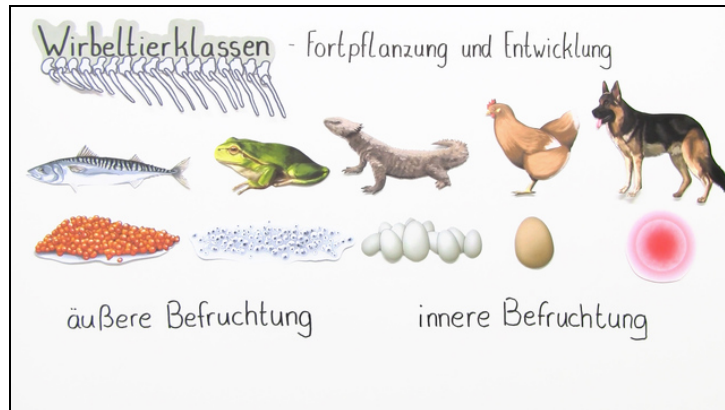 Wirbeltierklassen - Fortpflanzung und Entwicklung
äußere Befruchtung
innere Befruchtung